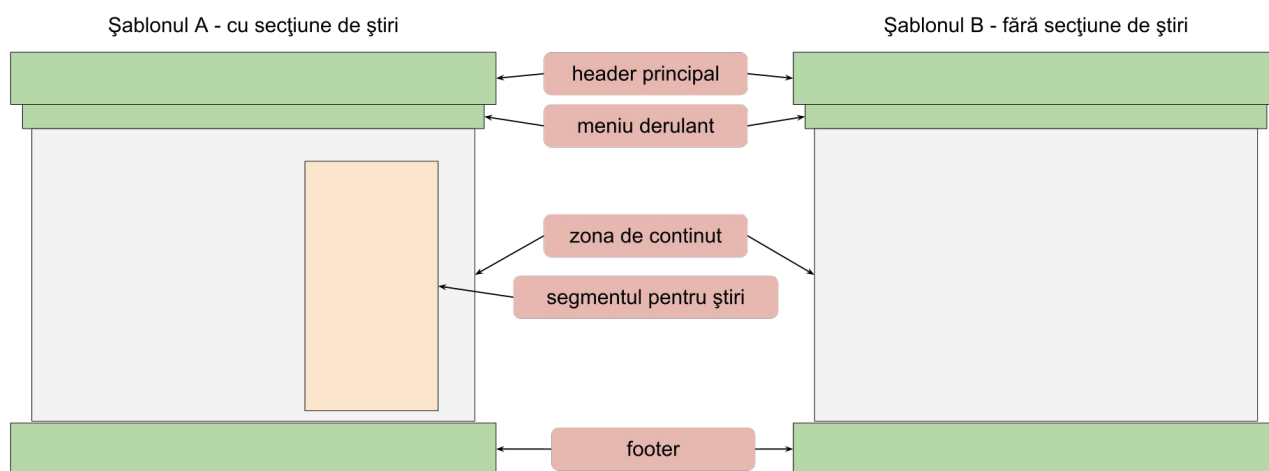 Şablonul A - cu secţiune de ştiri
Şablonul B - fără secţiune de ştiri
header principal
meniu derulant
zona de continut
segmentul pentru ştiri
footer